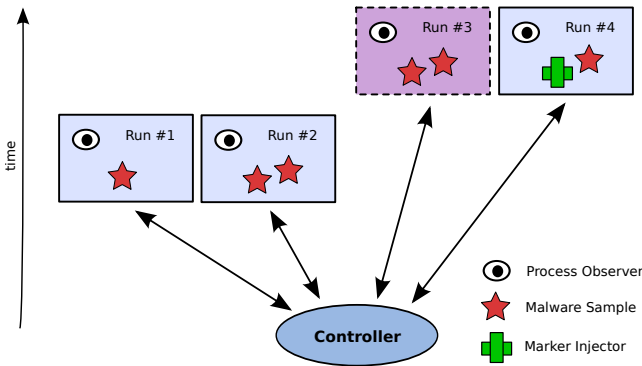 Run #3
Run #4
Run #1
Run #2
time
Process Observer
Malware Sample
Controller
Marker Injector